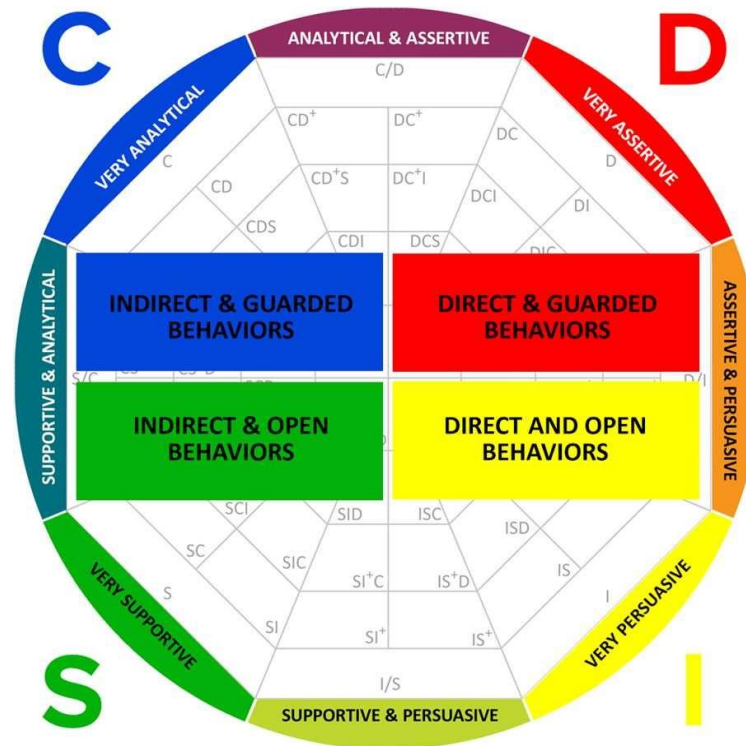 C
D
ANALYTICAL & ASSERTIVE
VERY ANALYTICAL
VERY ASSERTIVE
C/D
CD+
DC+
DC
C
D
CD
CD+S
DC+I
DCI
DI
CDS
CDI
DCS
INDIRECT & GUARDED
BEHAVIORS
DIRECT & GUARDED
BEHAVIORS
SUPPORTIVE & ANALYTICAL
ASSERTIVE & PERSUASIVE
S/C
D/I
INDIRECT & OPEN
BEHAVIORS
DIRECT AND OPEN
BEHAVIORS
SCI
SID
ISC
ISD
SC
SIC
SI+C
IS+D
IS
S
I
SI
SI+
IS+
VERY SUPPORTIVE
VERY PERSUASIVE
I/S
S
I
SUPPORTIVE & PERSUASIVE